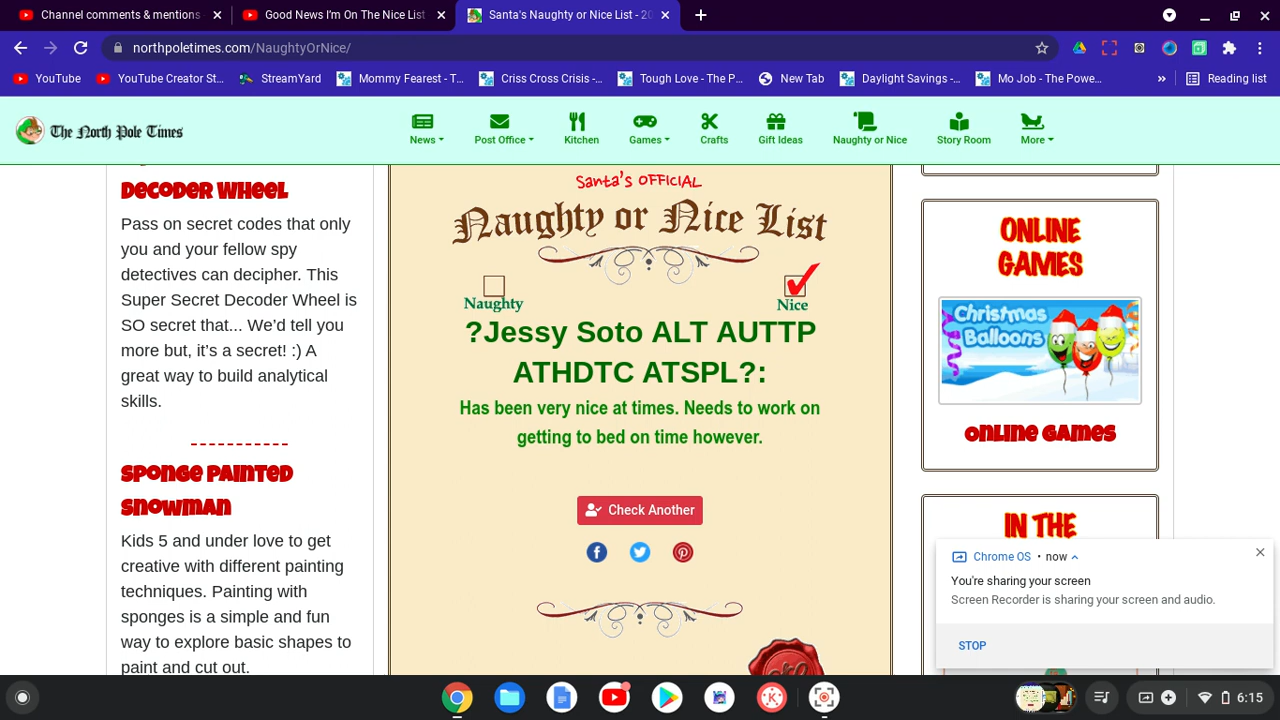 Channel comments & mentions
Good News I'm On The Nice List
Santa's Naughty or Nice List - 20
northpoletimes.com/NaughtyOrNice/
YouTube
YouTube Creator St...
StreamYard
Mommy Fearest - T...
Criss Cross Crisis -...
Tough Love - The P...
New Tab
Daylight Savings -...
Mo Job - The Powe...
»
Reading list
The North Pole Times
News
Post Office
Kitchen
Games
Crafts
Gift Ideas
Naughty or Nice
Story Room
More
Decoder Wheel
Pass on secret codes that only
you and your fellow spy
detectives can decipher. This
Super Secret Decoder Wheel is
SO secret that... We'd tell you
more but, it's a secret! :) A
great way to build analytical
skills.
-----------
Sponge Painted
Snowman
Kids 5 and under love to get
creative with different painting
techniques. Painting with
sponges is a simple and fun
way to explore basic shapes to
paint and cut out.
Santa's OFFICIAL
Naughty or Nice List
Naughty
Nice
?Jessy Soto ALT AUTTP
ATHDTC ATSPL?:
Has been very nice at times. Needs to work on
getting to bed on time however.
Check Another
ONLINE
GAMES
Christmas
Balloons
Online Games
IN THE
Chrome OS • now
You're sharing your screen
Screen Recorder is sharing your screen and audio.
STOP
6:15